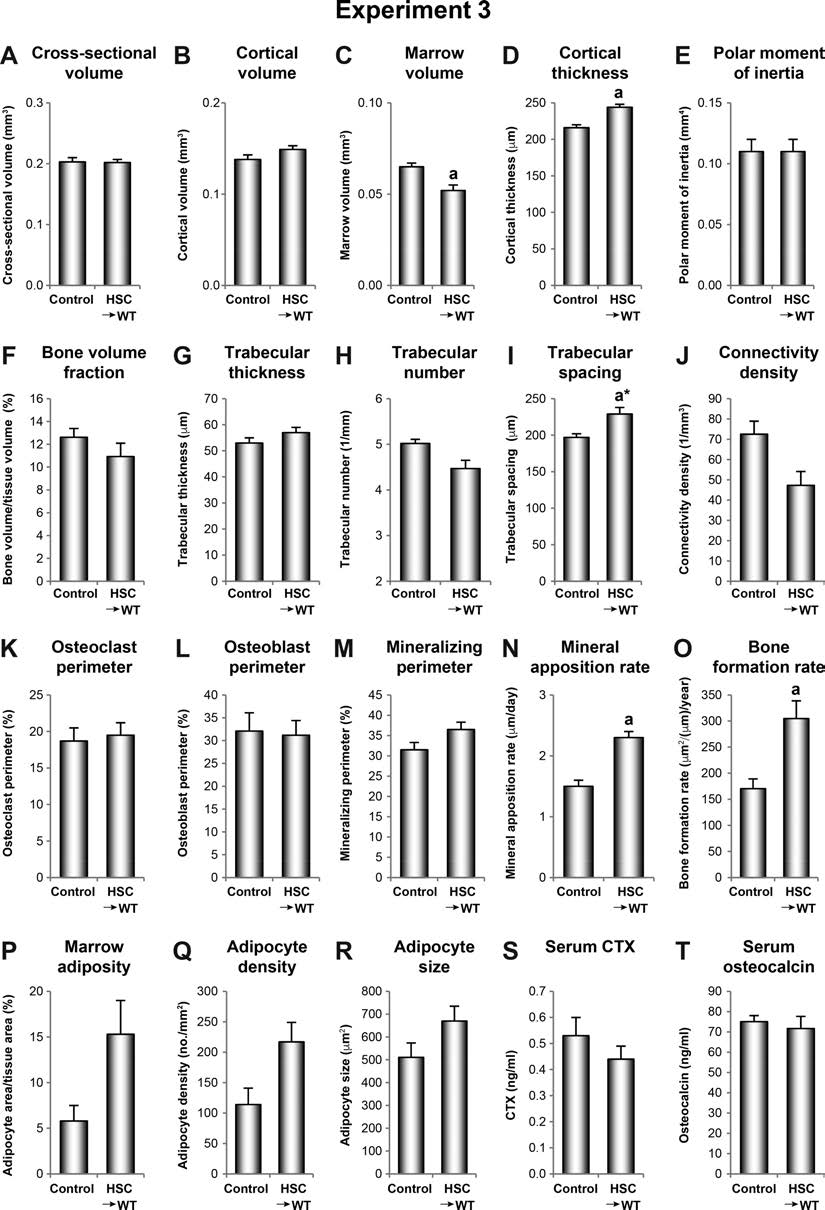 Experiment 3
A Cross-sectional volume
Cross-sectional volume (mm³)
0.3
0.2
0.1
0.0
Control HSC
→WT
B Cortical volume
Cortical volume (mm³)
0.2
0.1
0.0
Control HSC
→WT
C Marrow volume
Marrow volume (mm³)
0.10
0.05
0.00
a
Control HSC
→WT
D Cortical thickness
Cortical thickness (μm)
250
200
150
100
50
0
a
Control HSC
→WT
E Polar moment of inertia
Polar moment of inertia (mm⁴)
0.15
0.10
0.05
0.00
Control HSC
→WT
F Bone volume fraction
Bone volume/tissue volume (%)
16
14
12
10
8
6
4
2
0
Control HSC
→WT
G Trabecular thickness
Trabecular thickness (μm)
80
70
60
50
40
30
20
10
0
Control HSC
→WT
H Trabecular number
Trabecular number (1/mm)
6
5
4
3
2
Control HSC
→WT
I Trabecular spacing
Trabecular spacing (μm)
250
200
150
100
50
0
a*
Control HSC
→WT
J Connectivity density
Connectivity density (1/mm³)
90
80
70
60
50
40
30
20
10
0
Control HSC
→WT
K Osteoclast perimeter
Osteoclast perimeter (%)
25
20
15
10
5
0
Control HSC
→WT
L Osteoblast perimeter
Osteoblast perimeter (%)
40
35
30
25
20
15
10
5
0
Control HSC
→WT
M Mineralizing perimeter
Mineralizing perimeter (%)
45
40
35
30
25
20
15
10
5
0
Control HSC
→WT
N Mineral apposition rate
Mineral apposition rate (μm/day)
3
2
1
0
a
Control HSC
→WT
O Bone formation rate
Bone formation rate (μm²/(μm)/year)
350
300
250
200
150
100
50
0
a
Control HSC
→WT
P Marrow adiposity
Adipocyte area/tissue area (%)
20
15
10
5
0
Control HSC
→WT
Q Adipocyte density
Adipocyte density (no./mm²)
300
250
200
150
100
50
0
Control HSC
→WT
R Adipocyte size
Adipocyte size (μm²)
900
800
700
600
500
400
300
200
100
0
Control HSC
→WT
S Serum CTX
CTX (ng/ml)
0.7
0.6
0.5
0.4
0.3
0.2
0.1
0.0
Control HSC
→WT
T Serum osteocalcin
Osteocalcin (ng/ml)
90
80
70
60
50
40
30
20
10
0
Control HSC
→WT